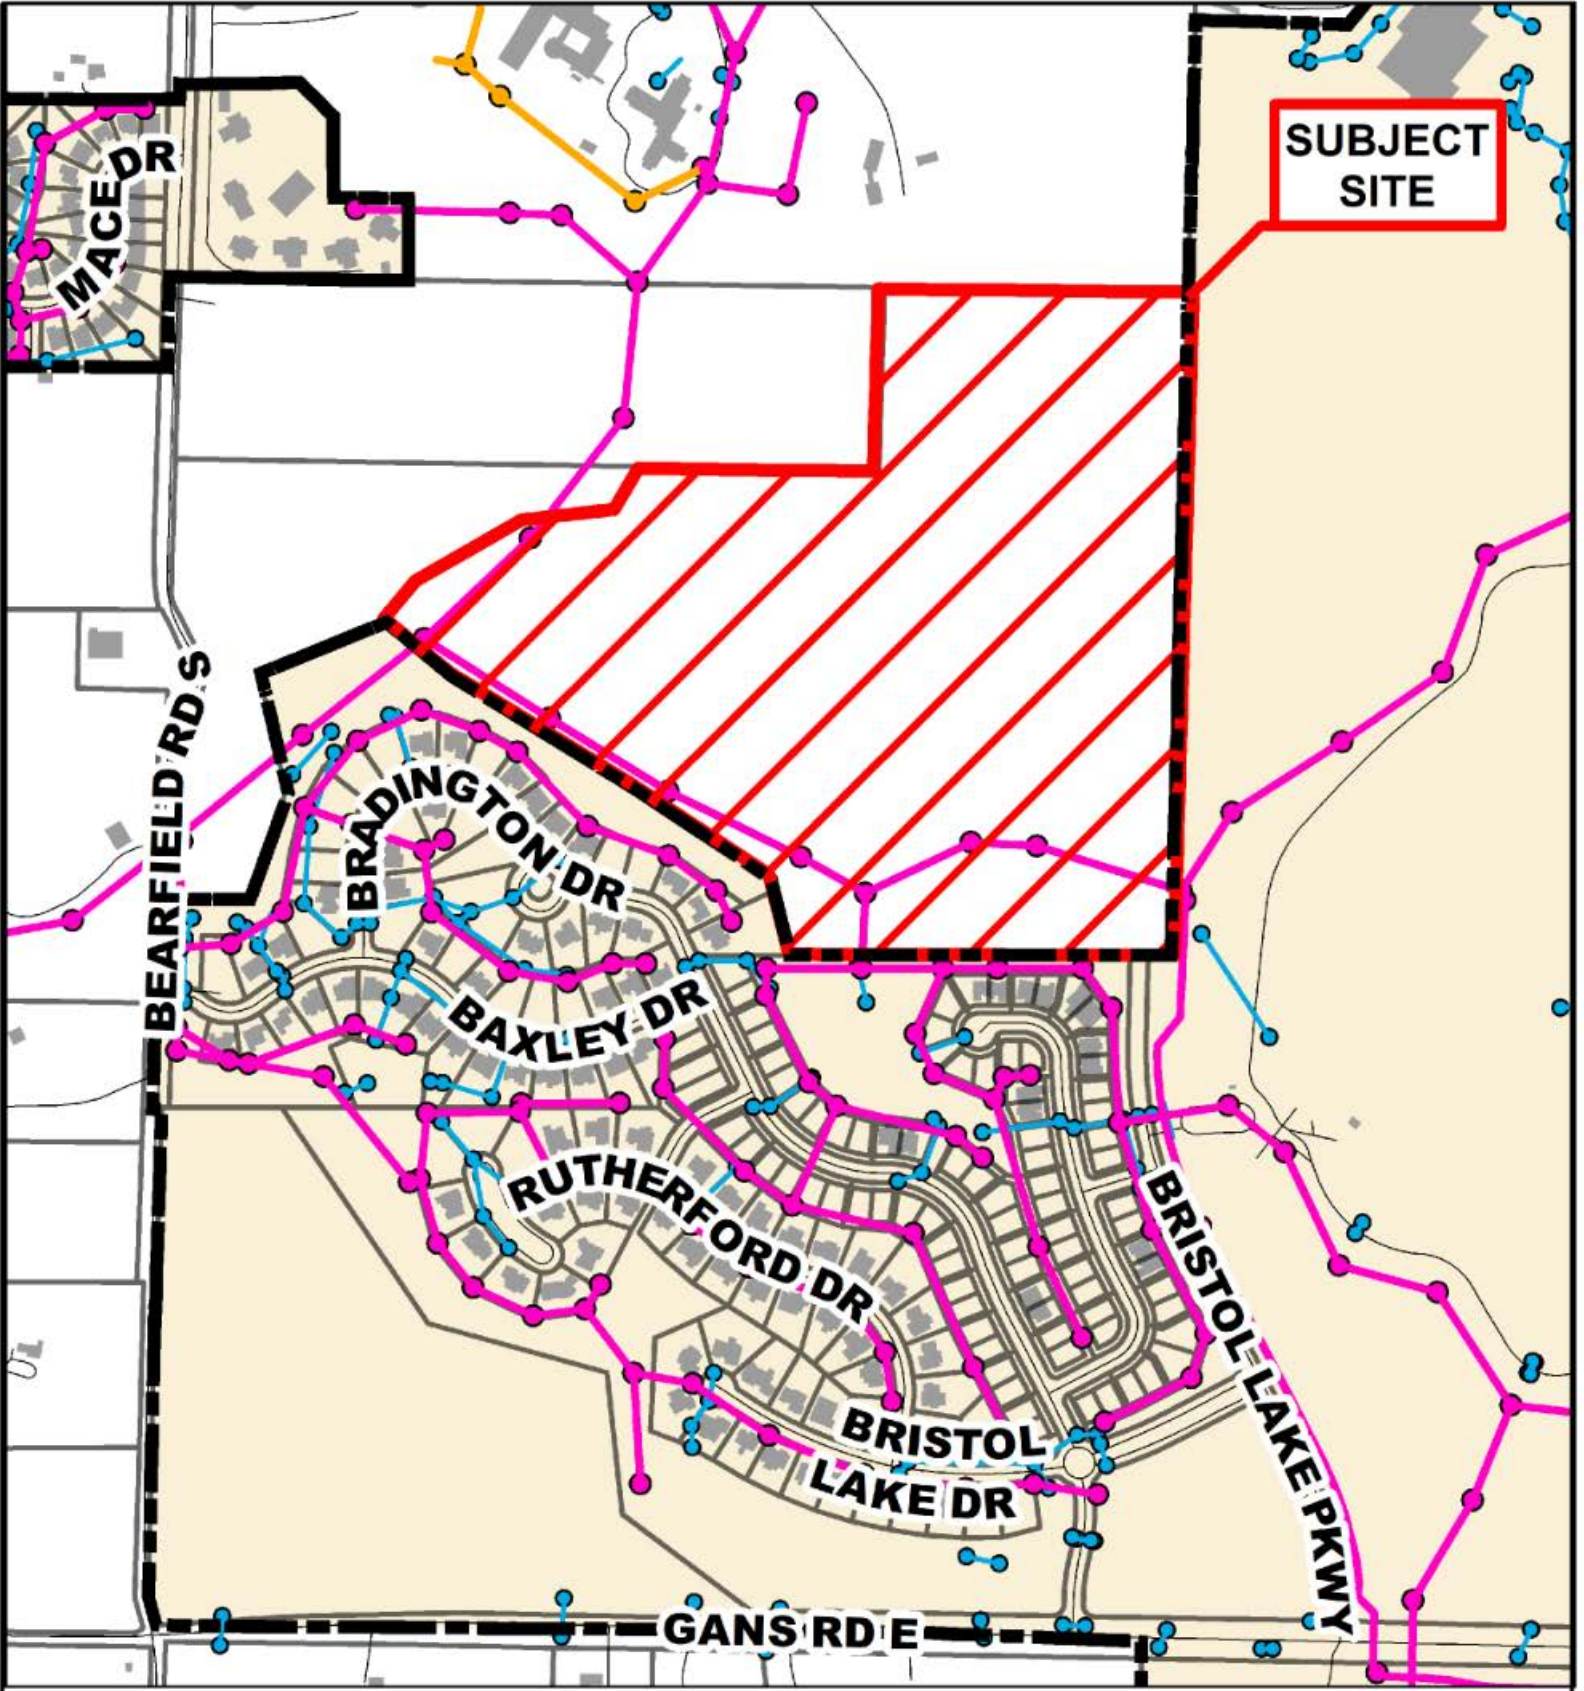 SUBJECT
SITE
MACE DR
BEARFIELD RD S
BRADINGTON DR
BAXLEY DR
RUTHERFORD DR
BRISTOL LAKE PKWY
BRISTOL
LAKE DR
GANS RD E